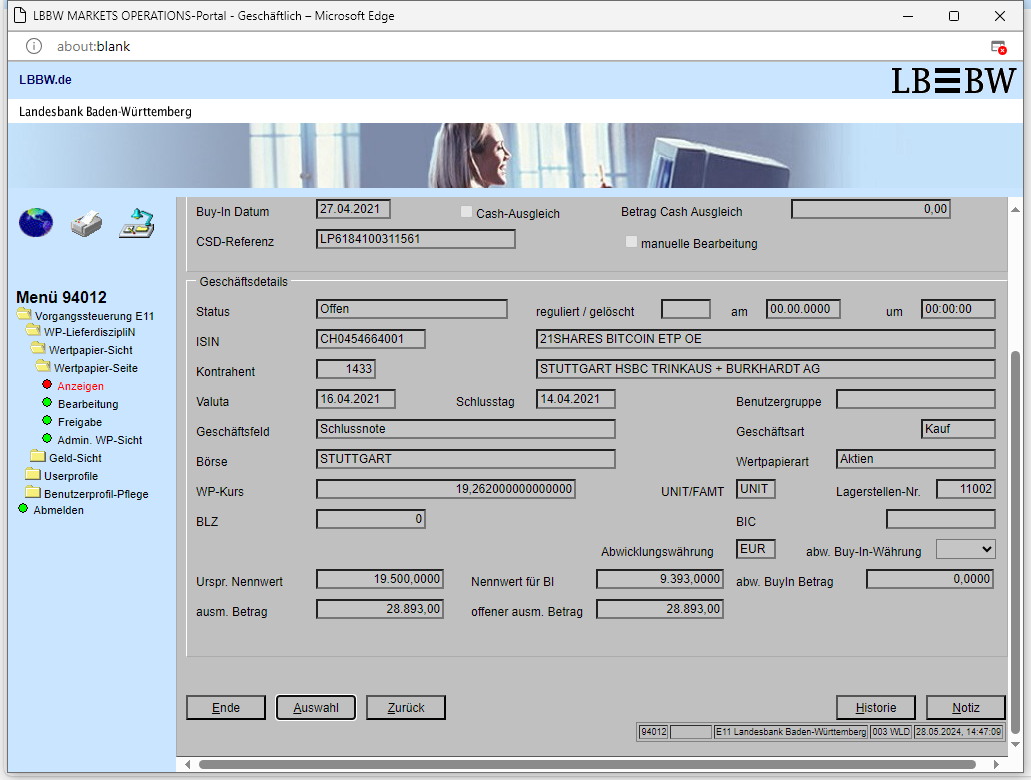 LBBW MARKETS OPERATIONS-Portal - Geschäftlich – Microsoft Edge
about:blank
LBBW.de
LBBW
Landesbank Baden-Württemberg
Menü 94012
Vorgangssteuerung E11
WP-LieferdiszipliN
Wertpapier-Sicht
Wertpapier-Seite
Anzeigen
Bearbeitung
Freigabe
Admin. WP-Sicht
Geld-Sicht
Userprofile
Benutzerprofil-Pflege
Abmelden
Buy-In Datum 27.04.2021 Cash-Ausgleich Betrag Cash Ausgleich 0,00
CSD-Referenz LP6184100311561 manuelle Bearbeitung
Geschäftsdetails
Status Offen reguliert / gelöscht am 00.00.0000 um 00:00:00
ISIN CH0454664001 21SHARES BITCOIN ETP OE
Kontrahent 1433 STUTTGART HSBC TRINKAUS + BURKHARDT AG
Valuta 16.04.2021 Schlusstag 14.04.2021 Benutzergruppe
Geschäftsfeld Schlussnote Geschäftsart Kauf
Börse STUTTGART Wertpapierart Aktien
WP-Kurs 19,262000000000000 UNIT/FAMT UNIT Lagerstellen-Nr. 11002
BLZ 0 BIC
Abwicklungswährung EUR abw. Buy-In-Währung
Urspr. Nennwert 19.500,0000 Nennwert für BI 9.393,0000 abw. BuyIn Betrag 0,0000
ausm. Betrag 28.893,00 offener ausm. Betrag 28.893,00
Ende Auswahl Zurück Historie Notiz
94012 E11 Landesbank Baden-Württemberg 003 WLD 28.05.2024, 14:47:09